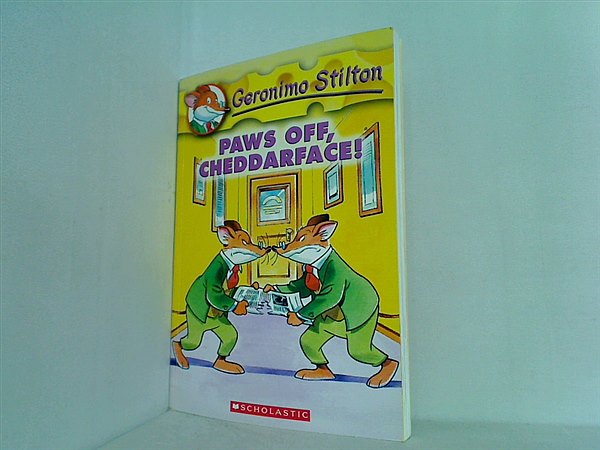 Geronimo Stilton
PAWS OFF,
CHEDDARFACE!
SCHOLASTIC